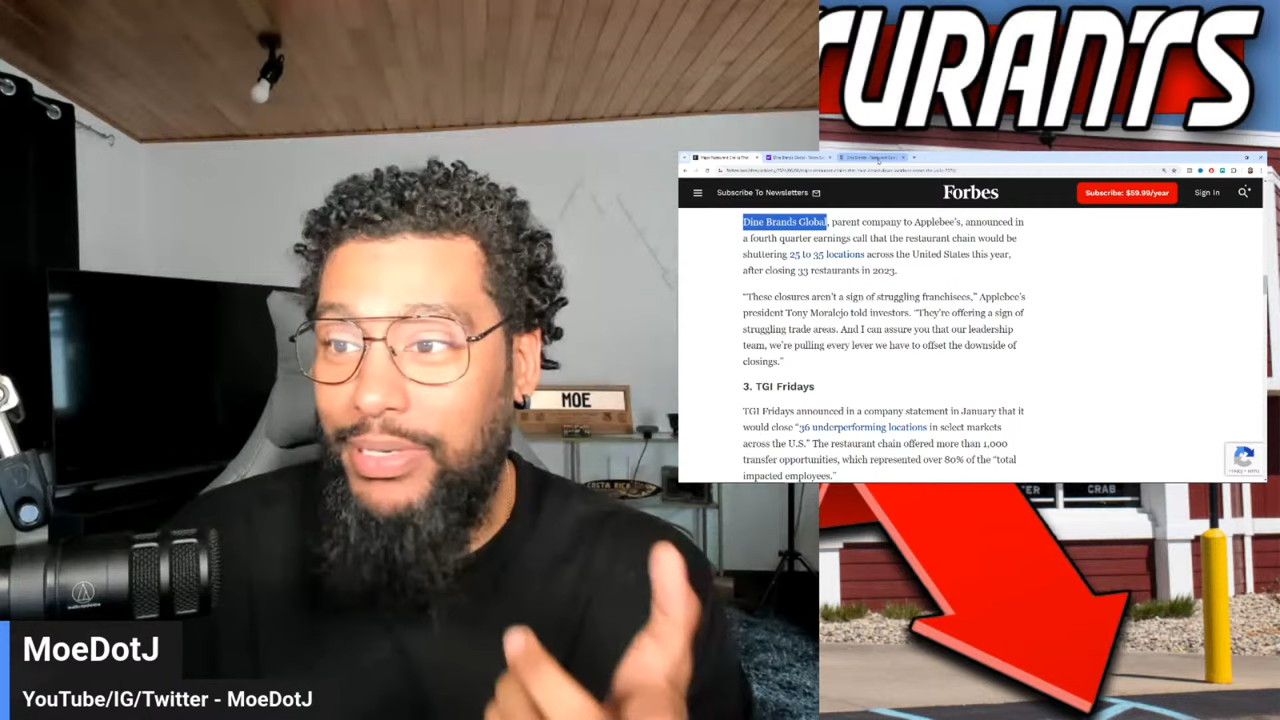 TURANTS
Subscribe To Newsletters
Forbes
Subscribe: $59.99/year
Sign In
Dine Brands Global, parent company to Applebee's, announced in
a fourth quarter earnings call that the restaurant chain would be
shuttering 25 to 35 locations across the United States this year,
after closing 33 restaurants in 2023.
“These closures aren't a sign of struggling franchisees,” Applebee's
president Tony Moralejo told investors. “They're offering a sign of
struggling trade areas. And I can assure you that our leadership
team, we're pulling every lever we have to offset the downside of
closings.”
3. TGI Fridays
TGI Fridays announced in a company statement in January that it
would close “36 underperforming locations in select markets
across the U.S.” The restaurant chain offered more than 1,000
transfer opportunities, which represented over 80% of the “total
impacted employees.”
MOE
COSTA RICA
CRAB
MoeDotJ
YouTube/IG/Twitter - MoeDotJ